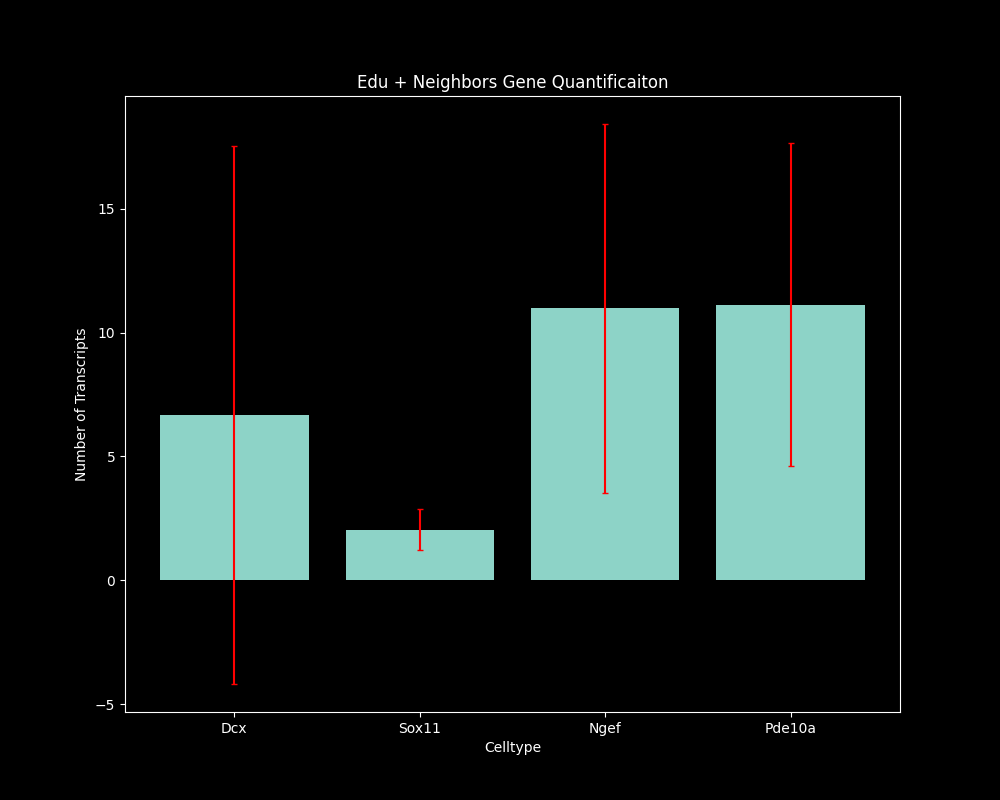 Edu + Neighbors Gene Quantificaiton
15
10
5
0
−5
Number of Transcripts
Dcx Sox11 Ngef Pde10a
Celltype